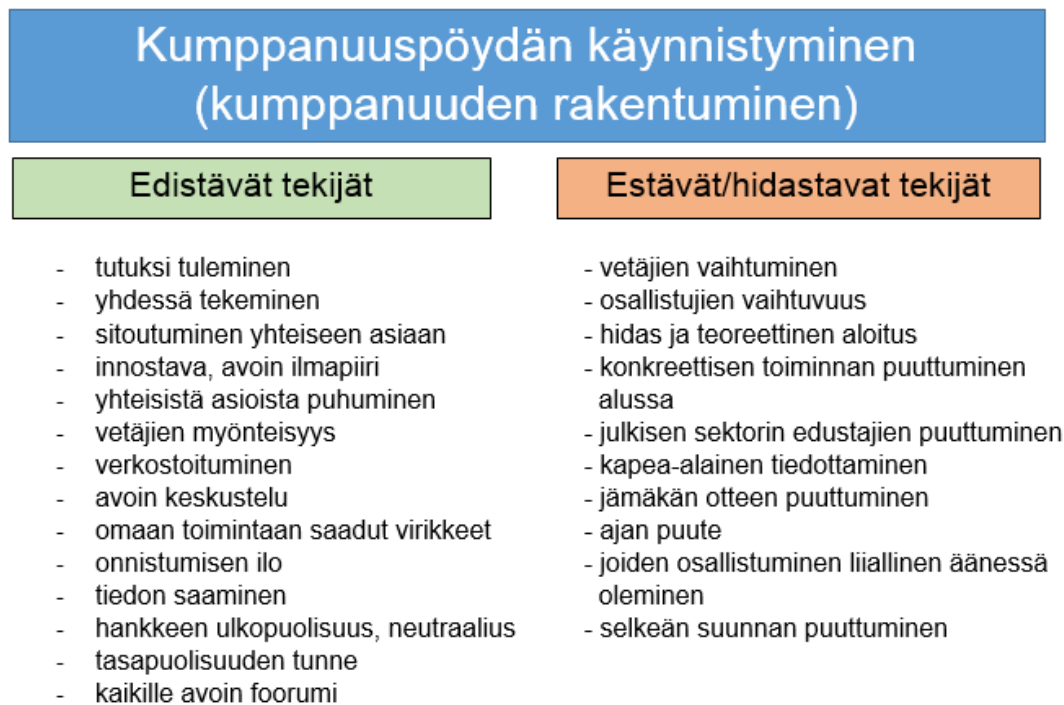 Kumppanuuspöydän käynnistyminen
(kumppanuuden rakentuminen)
Edistävät tekijät
- tutuksi tuleminen
- yhdessä tekeminen
- sitoutuminen yhteiseen asiaan
- innostava, avoin ilmapiiri
- yhteisistä asioista puhuminen
- vetäjien myönteisyys
- verkostoituminen
- avoin keskustelu
- omaan toimintaan saadut virikkeet
- onnistumisen ilo
- tiedon saaminen
- hankkeen ulkopuolisuus, neutraalius
- tasapuolisuuden tunne
- kaikille avoin foorumi
Estävät/hidastavat tekijät
- vetäjien vaihtuminen
- osallistujien vaihtuvuus
- hidas ja teoreettinen aloitus
- konkreettisen toiminnan puuttuminen
alussa
- julkisen sektorin edustajien puuttuminen
- kapea-alainen tiedottaminen
- jämäkän otteen puuttuminen
- ajan puute
- joiden osallistuminen liiallinen äänessä
oleminen
- selkeän suunnan puuttuminen